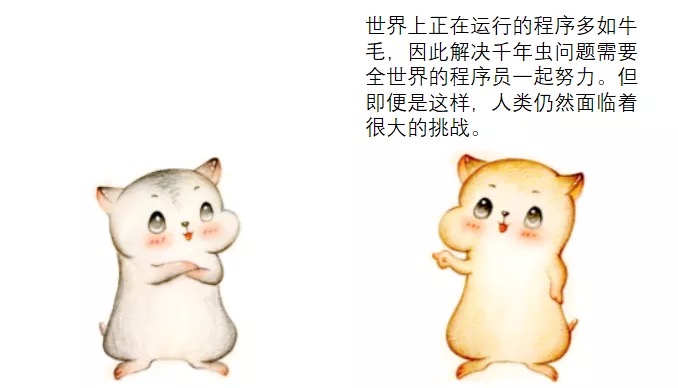 世界上正在运行的程序多如牛
毛，因此解决千年虫问题需要
全世界的程序员一起努力。但
即便是这样，人类仍然面临着
很大的挑战。